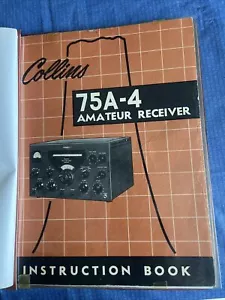 Collins
75A-4
AMATEUR RECEIVER
INSTRUCTION BOOK